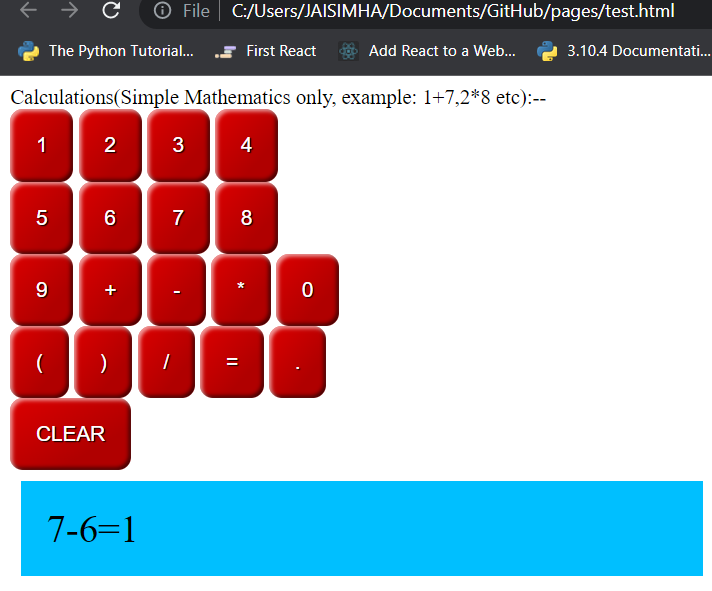 File C:/Users/JAISIMHA/Documents/GitHub/pages/test.html
The Python Tutorial... First React Add React to a Web... 3.10.4 Documentati...
Calculations(Simple Mathematics only, example: 1+7,2*8 etc):--
1 2 3 4
5 6 7 8
9 + - * 0
( ) / = .
CLEAR
7-6=1